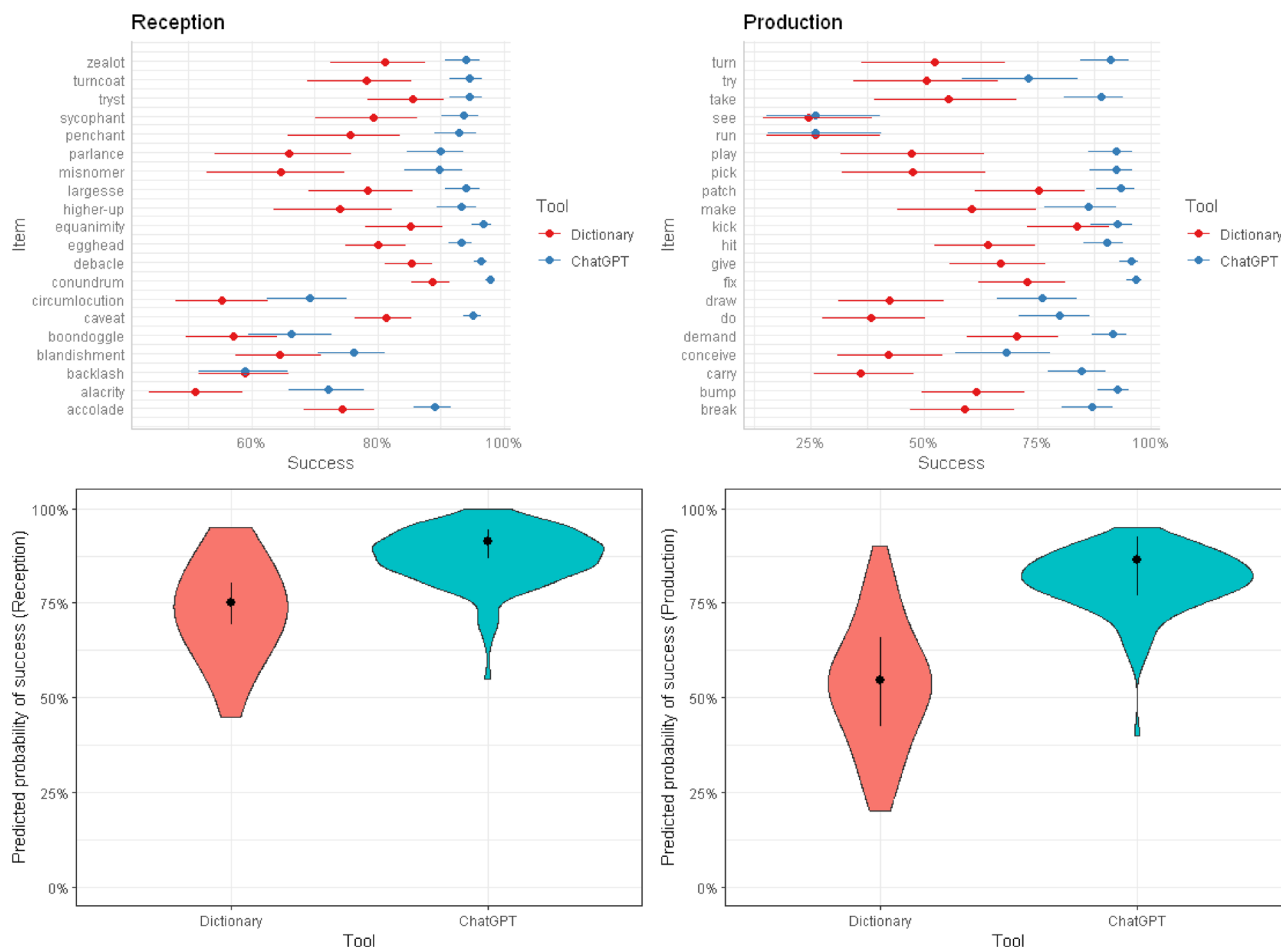 Reception
Item
zealot
turncoat
tryst
sycophant
penchant
parlance
misnomer
largesse
higher-up
equanimity
egghead
debacle
conundrum
circumlocution
caveat
boondoggle
blandishment
backlash
alacrity
accolade
60%
80%
100%
Success
Tool
Dictionary
ChatGPT
Production
Item
turn
try
take
see
run
play
pick
patch
make
kick
hit
give
fix
draw
do
demand
conceive
carry
bump
break
25%
50%
75%
100%
Success
Tool
Dictionary
ChatGPT
Predicted probability of success (Reception)
100%
75%
50%
25%
0%
Dictionary
ChatGPT
Tool
Predicted probability of success (Production)
100%
75%
50%
25%
0%
Dictionary
ChatGPT
Tool